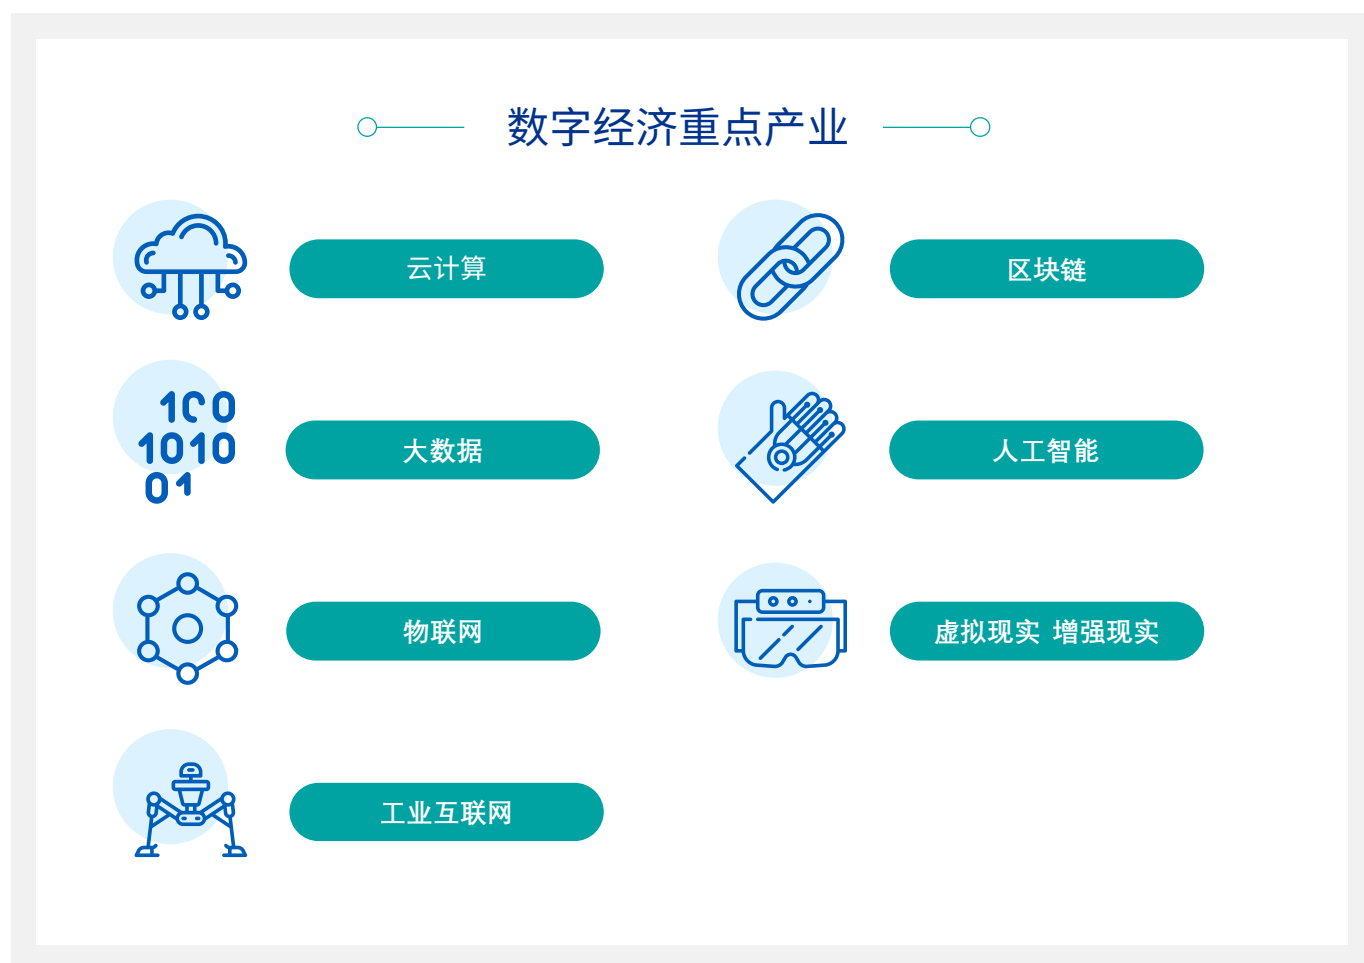 数字经济重点产业
云计算
区块链
100
1010
01
大数据
人工智能
物联网
虚拟现实 增强现实
工业互联网